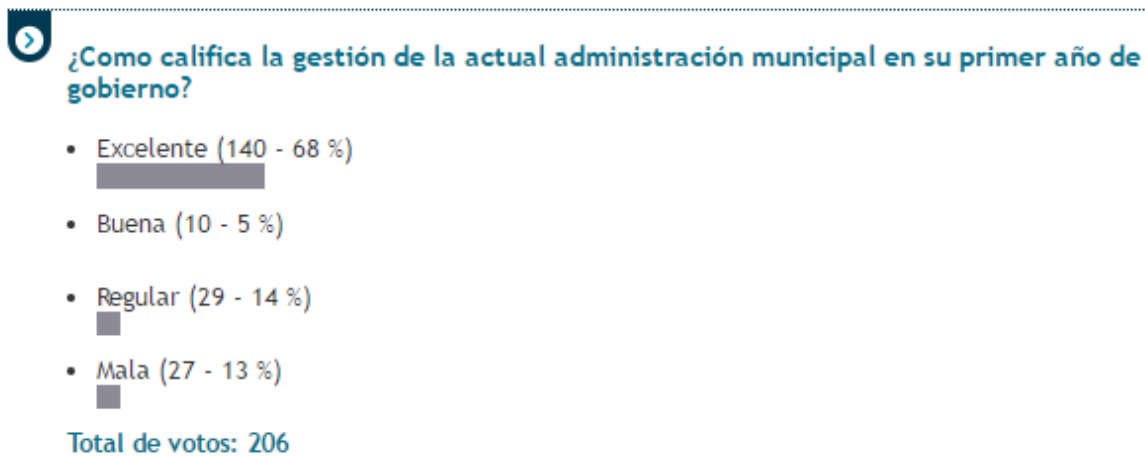 ¿Como califica la gestión de la actual administración municipal en su primer año de
gobierno?
• Excelente (140 - 68 %)
• Buena (10 - 5 %)
• Regular (29 - 14 %)
• Mala (27 - 13 %)
Total de votos: 206